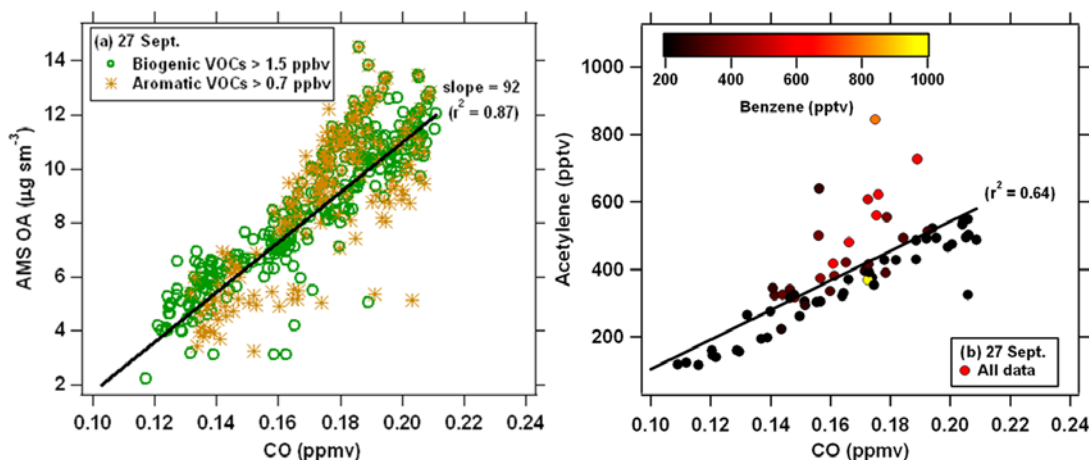 (a) 27 Sept.
Biogenic VOCs > 1.5 ppbv
Aromatic VOCs > 0.7 ppbv
slope = 92
(r² = 0.87)
14
12
10
8
6
4
2
AMS OA (µg sm⁻³)
0.10 0.12 0.14 0.16 0.18 0.20 0.22 0.24
CO (ppmv)
200 400 600 800 1000
Benzene (pptv)
(r² = 0.64)
1000
800
600
400
200
Acetylene (pptv)
(b) 27 Sept.
All data
0.10 0.12 0.14 0.16 0.18 0.20 0.22 0.24
CO (ppmv)